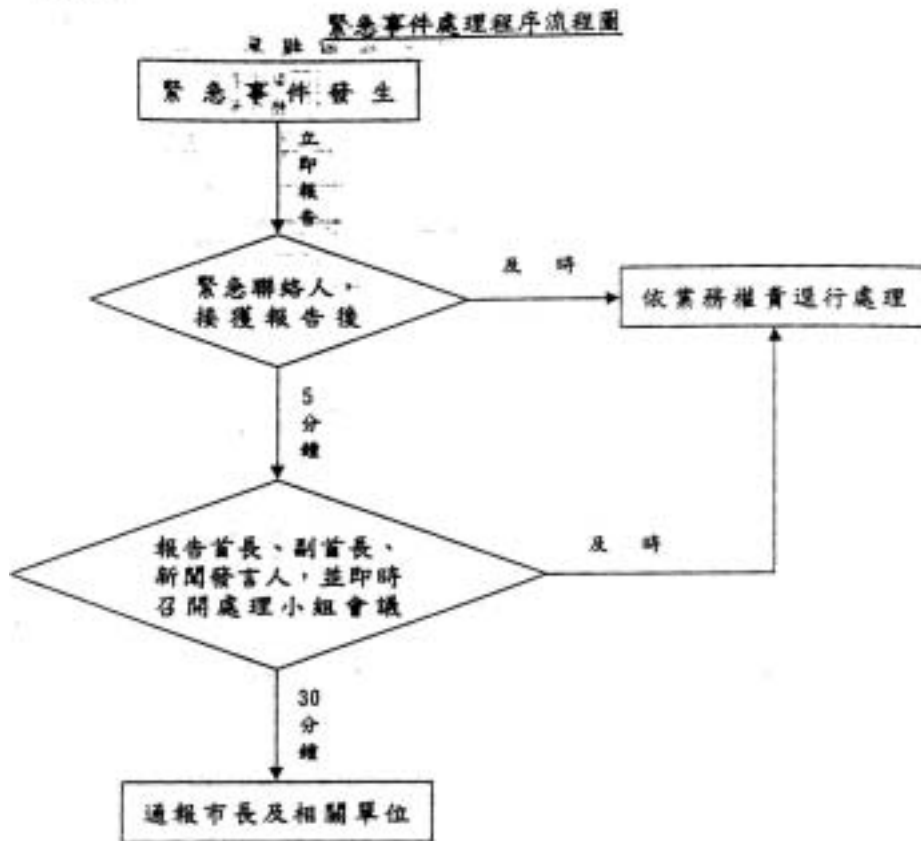 緊急事件處理程序流程圖
緊急事件發生
立即報告
緊急聯絡人，
接獲報告後
及時
依業務權責逕行處理
5分鐘
報告首長、副首長、
新聞發言人，並即時
召開處理小組會議
及時
30分鐘
通報市長及相關單位